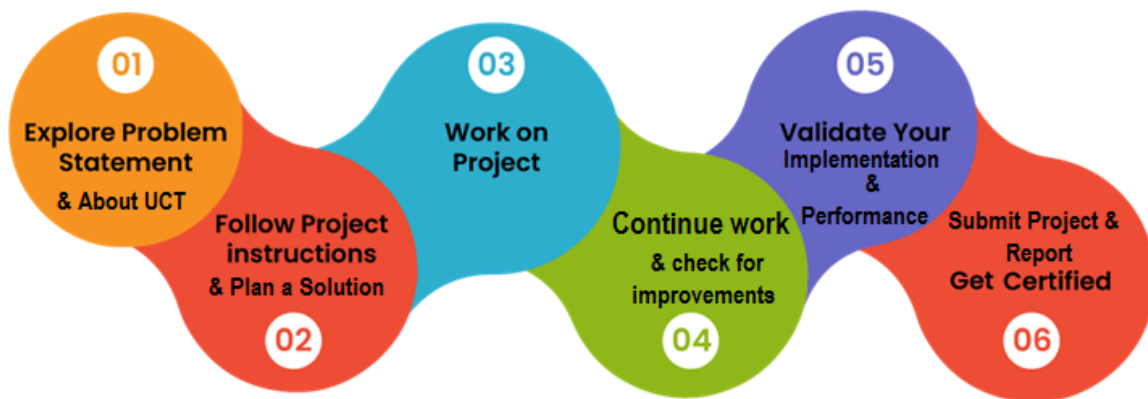 01
Explore Problem
Statement
& About UCT
Follow Project
instructions
& Plan a Solution
02
03
Work on
Project
Continue work
& check for
improvements
04
05
Validate Your
Implementation
&
Performance
Submit Project &
Report
Get Certified
06